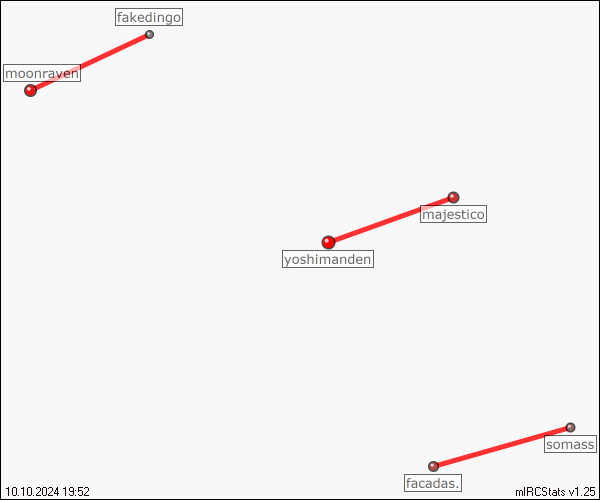 fakedingo
moonraven
majestico
yoshimanden
somass
facadas.
10.10.2024 19:52
mIRCStats v1.25